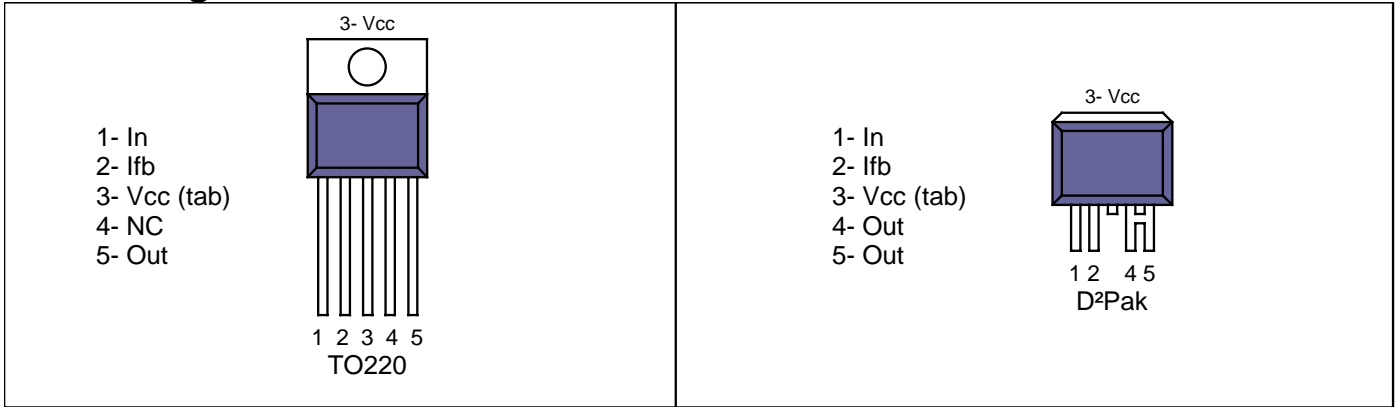 3- Vcc
1- In
2- Ifb
3- Vcc (tab)
4- NC
5- Out
1 2 3 4 5
TO220
3- Vcc
1- In
2- Ifb
3- Vcc (tab)
4- Out
5- Out
1 2 4 5
D²Pak